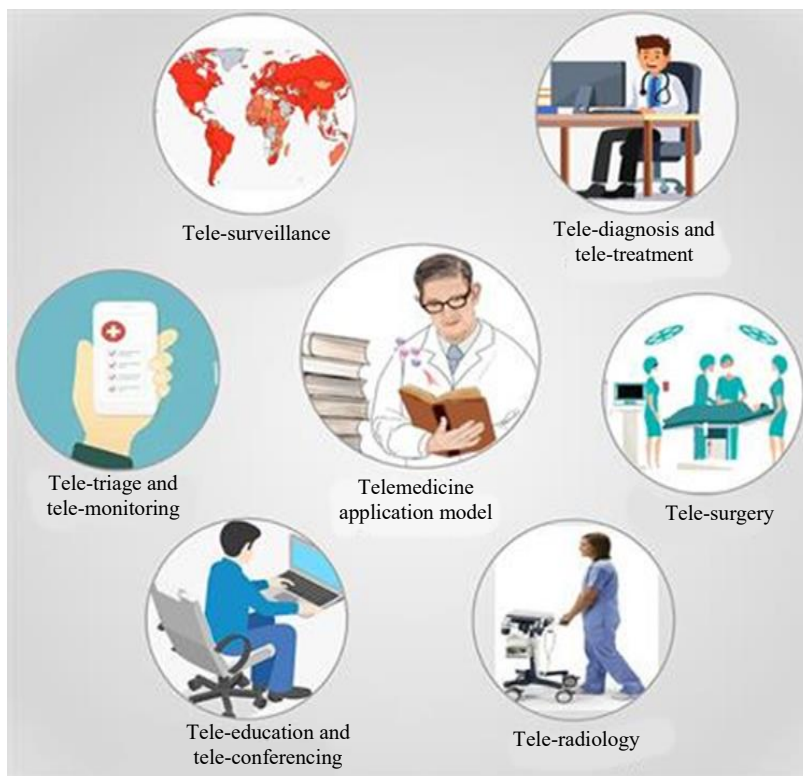 Tele-surveillance
Tele-diagnosis and
tele-treatment
Tele-triage and
tele-monitoring
Telemedicine
application model
Tele-surgery
Tele-education and
tele-conferencing
Tele-radiology